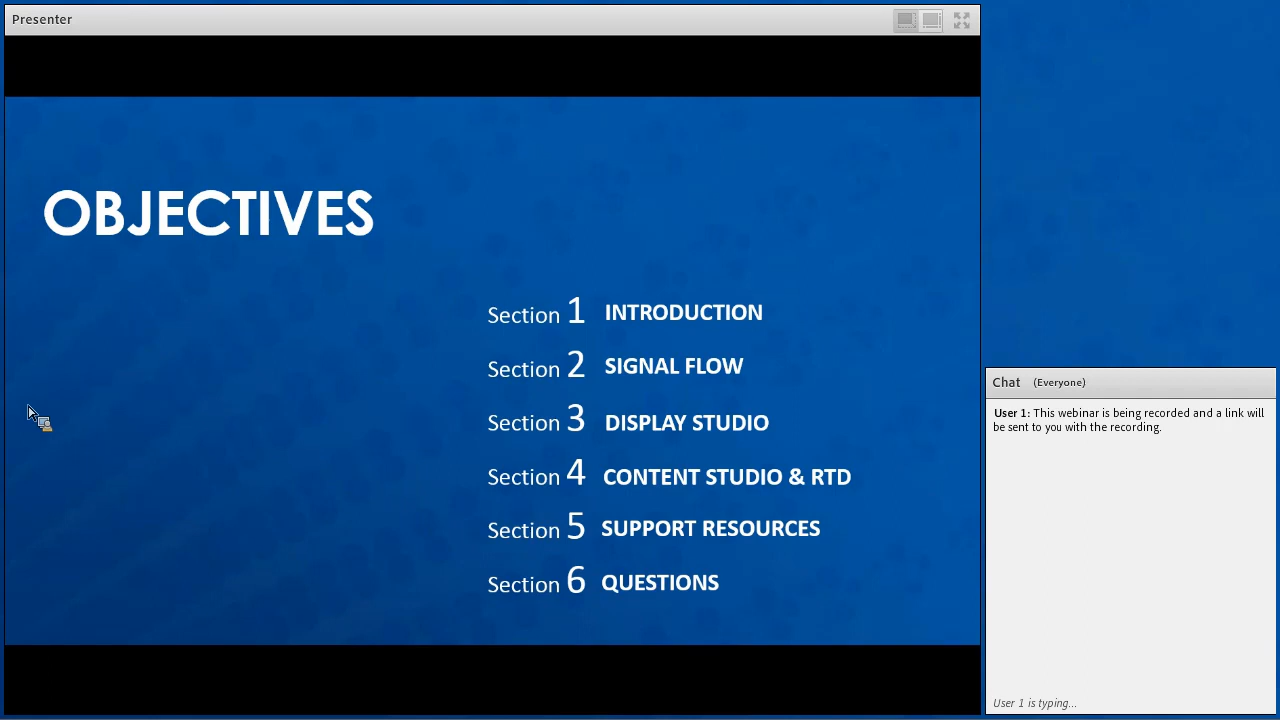 Presenter
OBJECTIVES
Section 1 INTRODUCTION
Section 2 SIGNAL FLOW
Section 3 DISPLAY STUDIO
Section 4 CONTENT STUDIO & RTD
Section 5 SUPPORT RESOURCES
Section 6 QUESTIONS
Chat (Everyone)
User 1: This webinar is being recorded and a link will
be sent to you with the recording.
User 1 is typing...